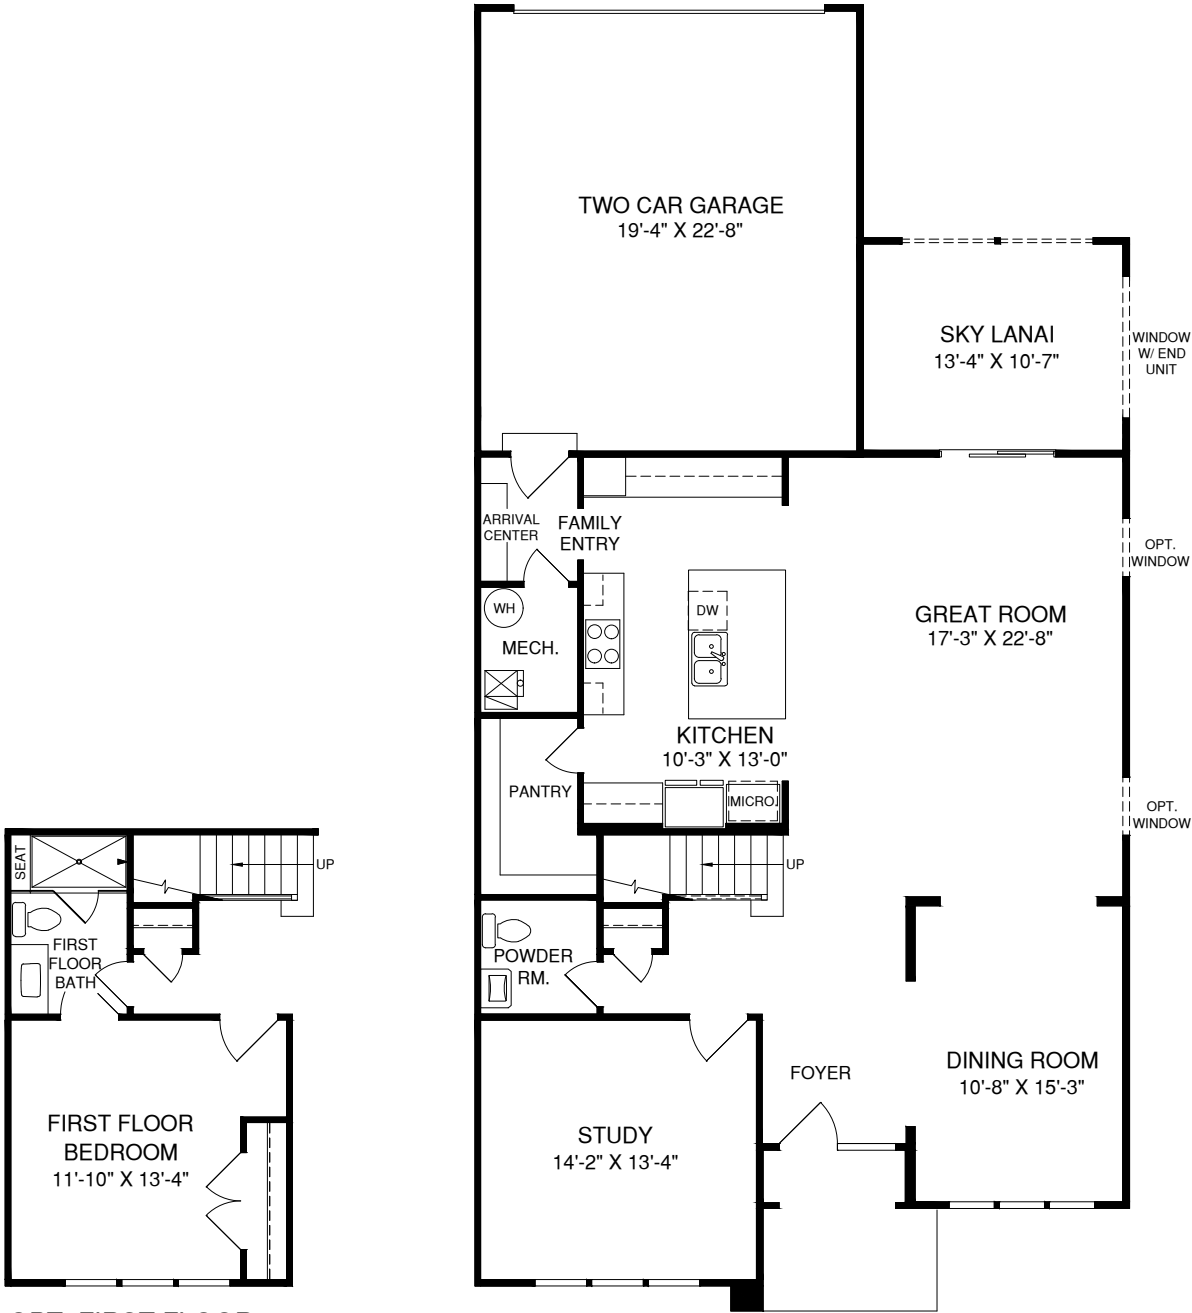 TWO CAR GARAGE
19'-4" X 22'-8"
SKY LANAI
13'-4" X 10'-7"
WINDOW
W/ END
UNIT
ARRIVAL
CENTER
FAMILY
ENTRY
OPT.
WINDOW
WH
DW
MECH.
GREAT ROOM
17'-3" X 22'-8"
KITCHEN
10'-3" X 13'-0"
PANTRY
MICRO.
OPT.
WINDOW
SEAT
UP
UP
FIRST
FLOOR
BATH
POWDER
RM.
FOYER
DINING ROOM
10'-8" X 15'-3"
FIRST FLOOR
BEDROOM
11'-10" X 13'-4"
STUDY
14'-2" X 13'-4"
OPT. FIRST FLOOR